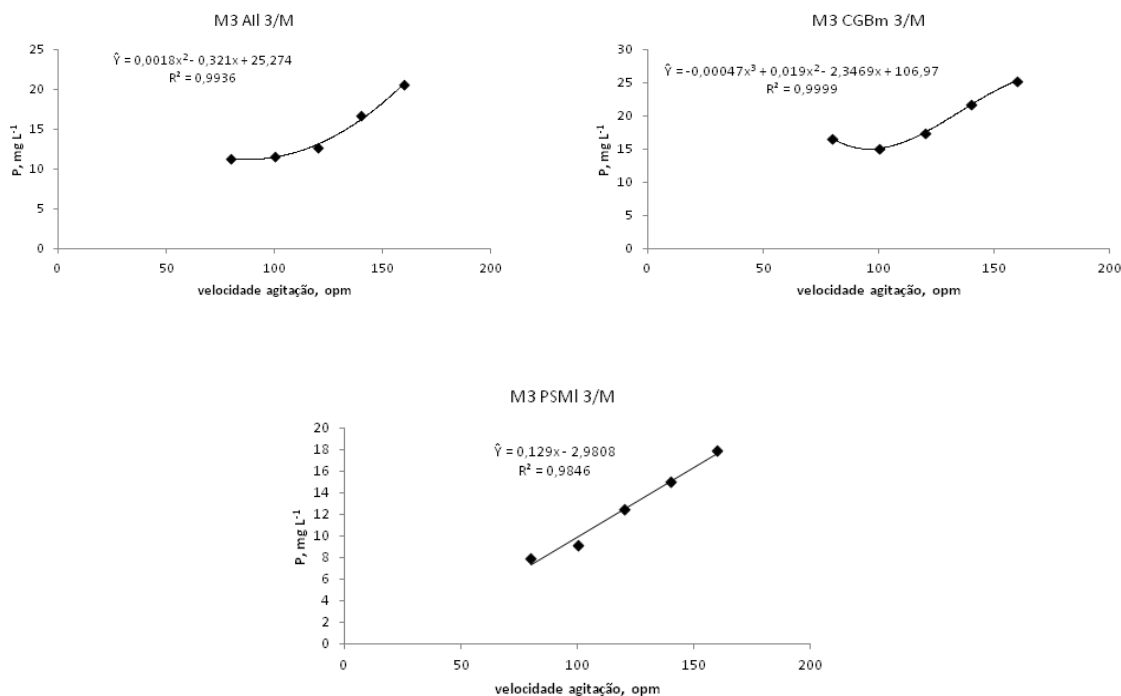 M3 AIl 3/M
Ŷ = 0,0018x² - 0,321x + 25,274
R² = 0,9936
25
20
15
10
5
0
P, mg L⁻¹
0 50 100 150 200
velocidade agitação, opm
M3 CGBm 3/M
Ŷ = -0,00047x³ + 0,019x² - 2,3469x + 106,97
R² = 0,9999
30
25
20
15
10
5
0
P, mg L⁻¹
0 50 100 150 200
velocidade agitação, opm
M3 PSMl 3/M
Ŷ = 0,129x - 2,9808
R² = 0,9846
20
18
16
14
12
10
8
6
4
2
0
P, mg L⁻¹
0 50 100 150 200
velocidade agitação, opm